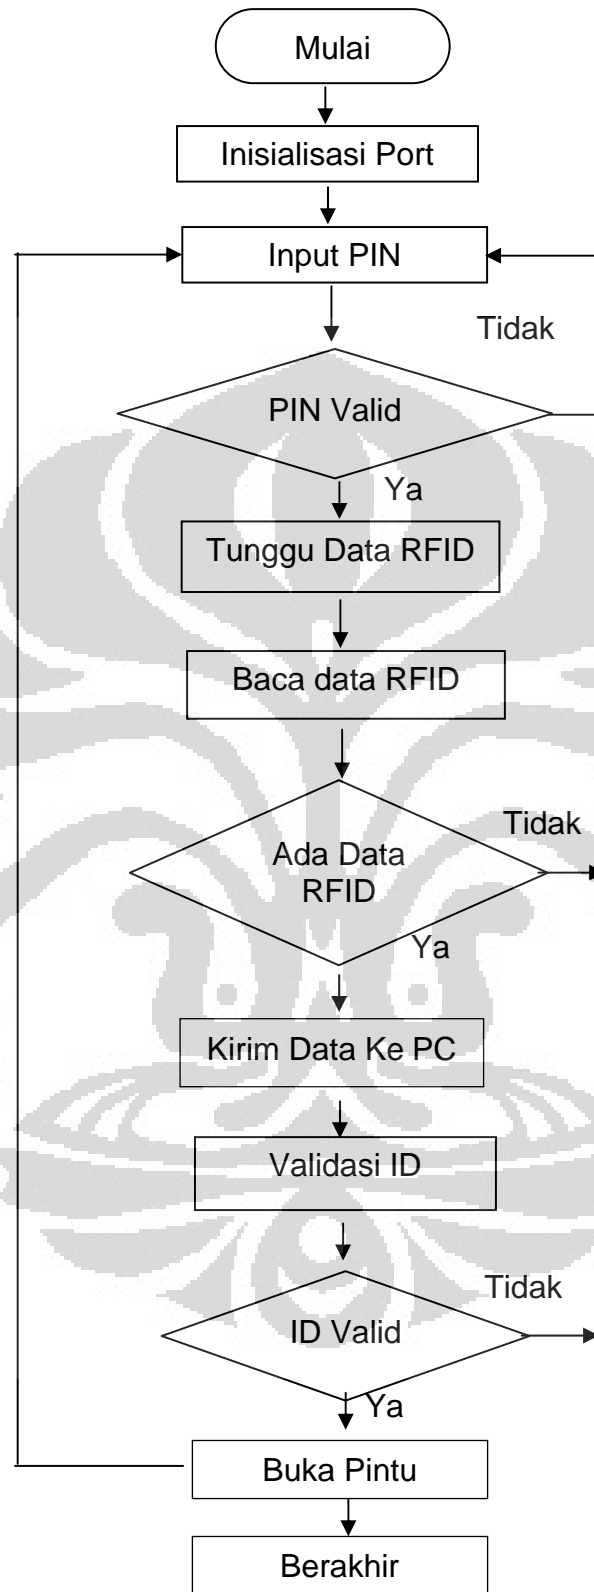 Mulai
Inisialisasi Port
Input PIN
Tidak
PIN Valid
Ya
Tunggu Data RFID
Baca data RFID
Tidak
Ada Data
RFID
Ya
Kirim Data Ke PC
Validasi ID
Tidak
ID Valid
Ya
Buka Pintu
Berakhir